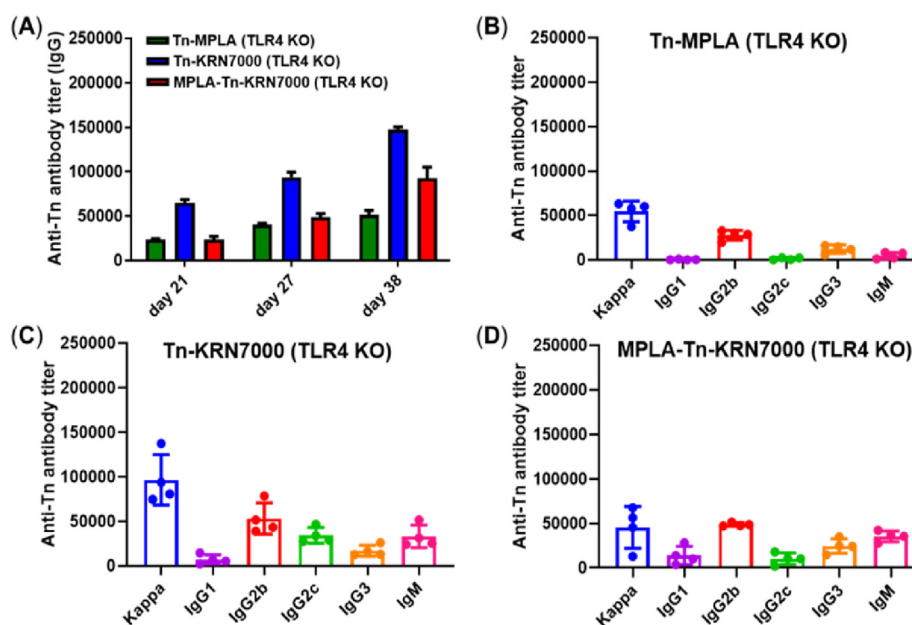 (A)
Anti-Tn antibody titer (IgG)
250000
200000
150000
100000
50000
0
Tn-MPLA (TLR4 KO)
Tn-KRN7000 (TLR4 KO)
MPLA-Tn-KRN7000 (TLR4 KO)
day 21
day 27
day 38
(B)
Tn-MPLA (TLR4 KO)
Anti-Tn antibody titer
250000
200000
150000
100000
50000
0
Kappa
IgG1
IgG2b
IgG2c
IgG3
IgM
(C)
Tn-KRN7000 (TLR4 KO)
Anti-Tn antibody titer
250000
200000
150000
100000
50000
0
Kappa
IgG1
IgG2b
IgG2c
IgG3
IgM
(D)
MPLA-Tn-KRN7000 (TLR4 KO)
Anti-Tn antibody titer
250000
200000
150000
100000
50000
0
Kappa
IgG1
IgG2b
IgG2c
IgG3
IgM